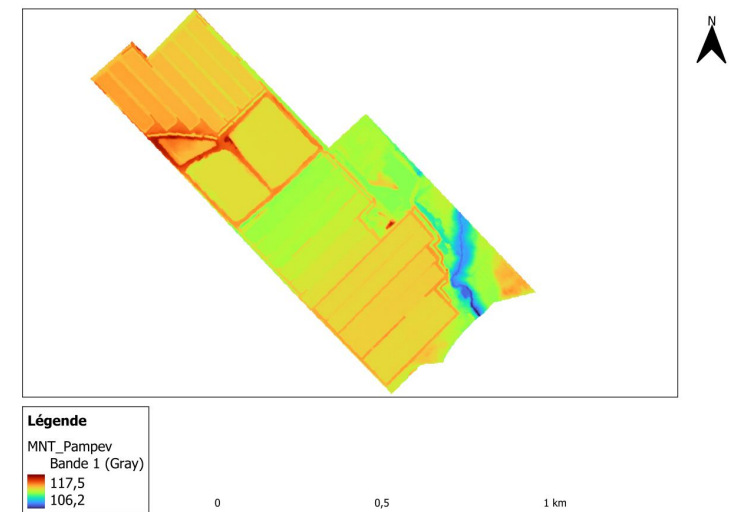 N
Légende
MNT_Pampev
Bande 1 (Gray)
117,5
106,2
0 0,5 1 km